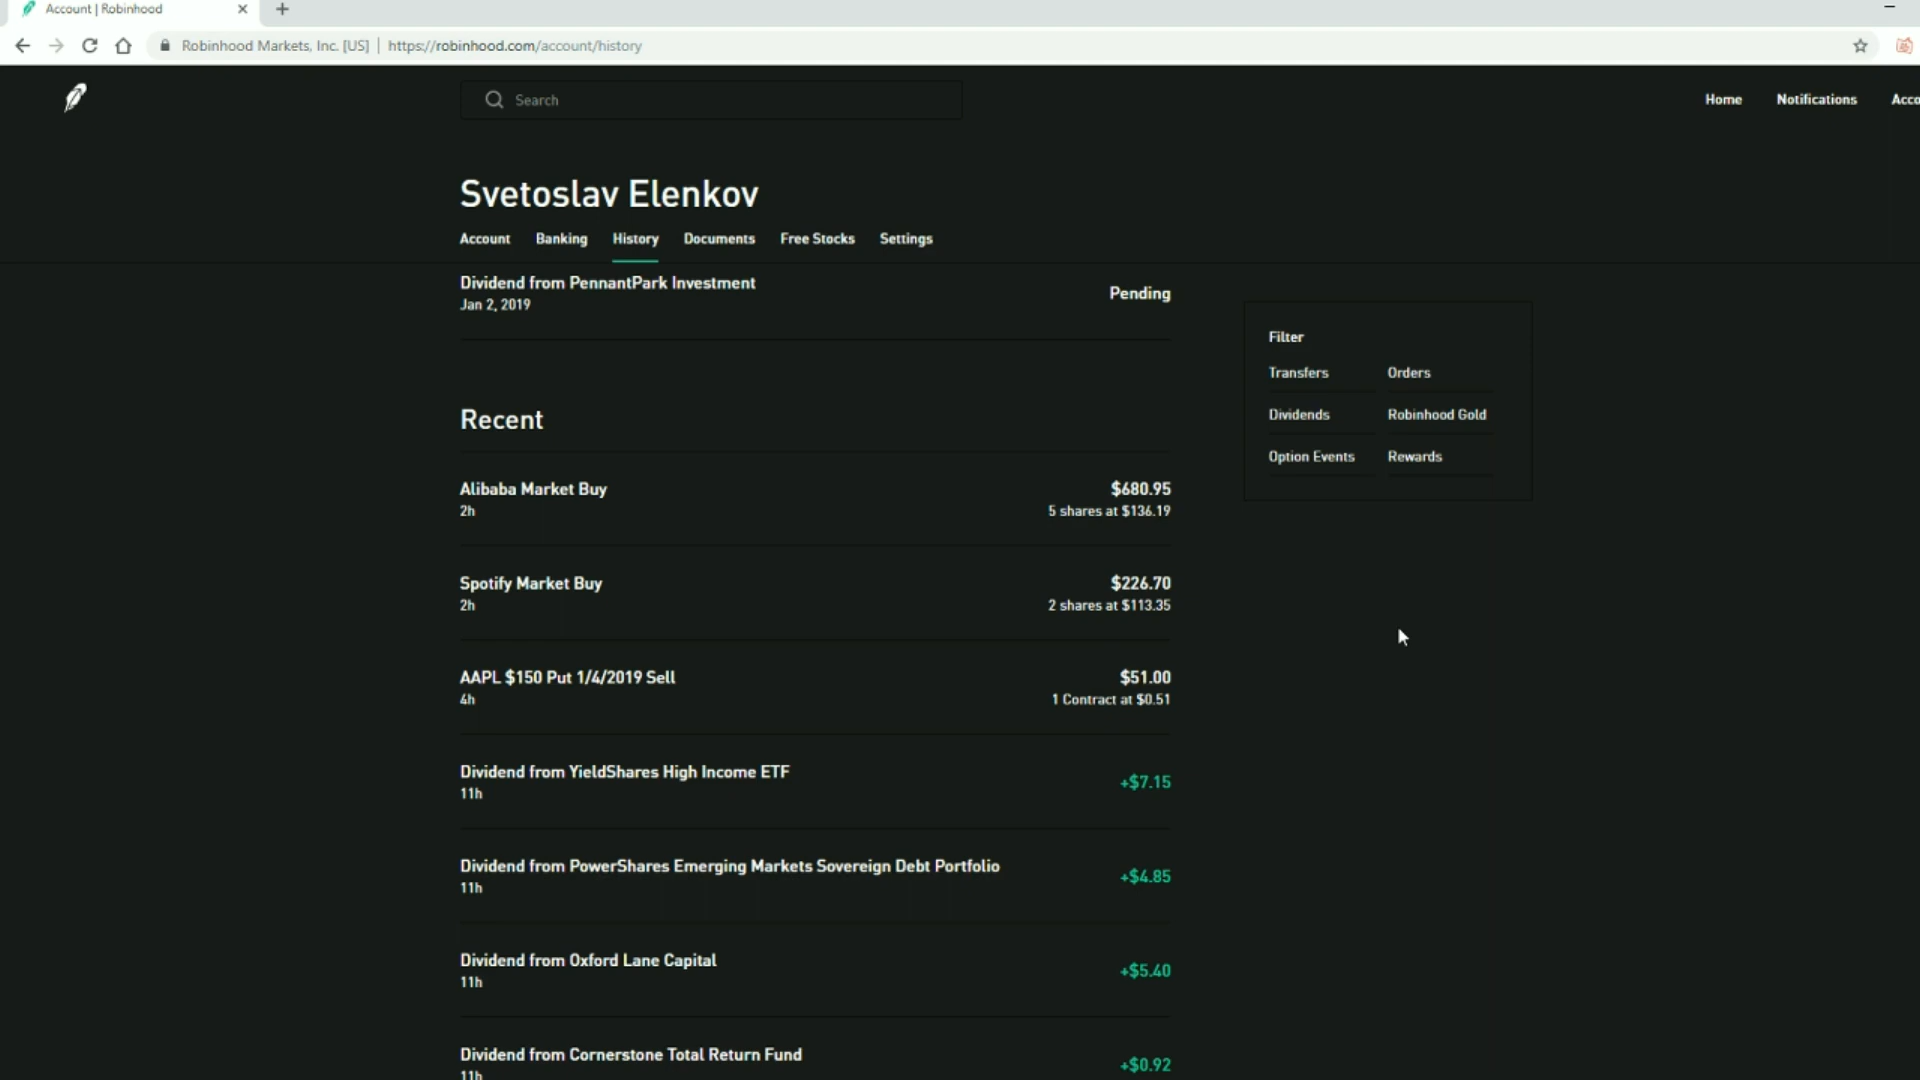 Account | Robinhood
Robinhood Markets, Inc. [US] | https://robinhood.com/account/history
Search
Home Notifications Acco
Svetoslav Elenkov
Account Banking History Documents Free Stocks Settings
Dividend from PennantPark Investment
Jan 2, 2019
Pending
Filter
Transfers Orders
Dividends Robinhood Gold
Option Events Rewards
Recent
Alibaba Market Buy
2h
$680.95
5 shares at $136.19
Spotify Market Buy
2h
$226.70
2 shares at $113.35
AAPL $150 Put 1/4/2019 Sell
4h
$51.00
1 Contract at $0.51
Dividend from YieldShares High Income ETF
11h
+$7.15
Dividend from PowerShares Emerging Markets Sovereign Debt Portfolio
11h
+$4.85
Dividend from Oxford Lane Capital
11h
+$5.40
Dividend from Cornerstone Total Return Fund
11h
+$0.92